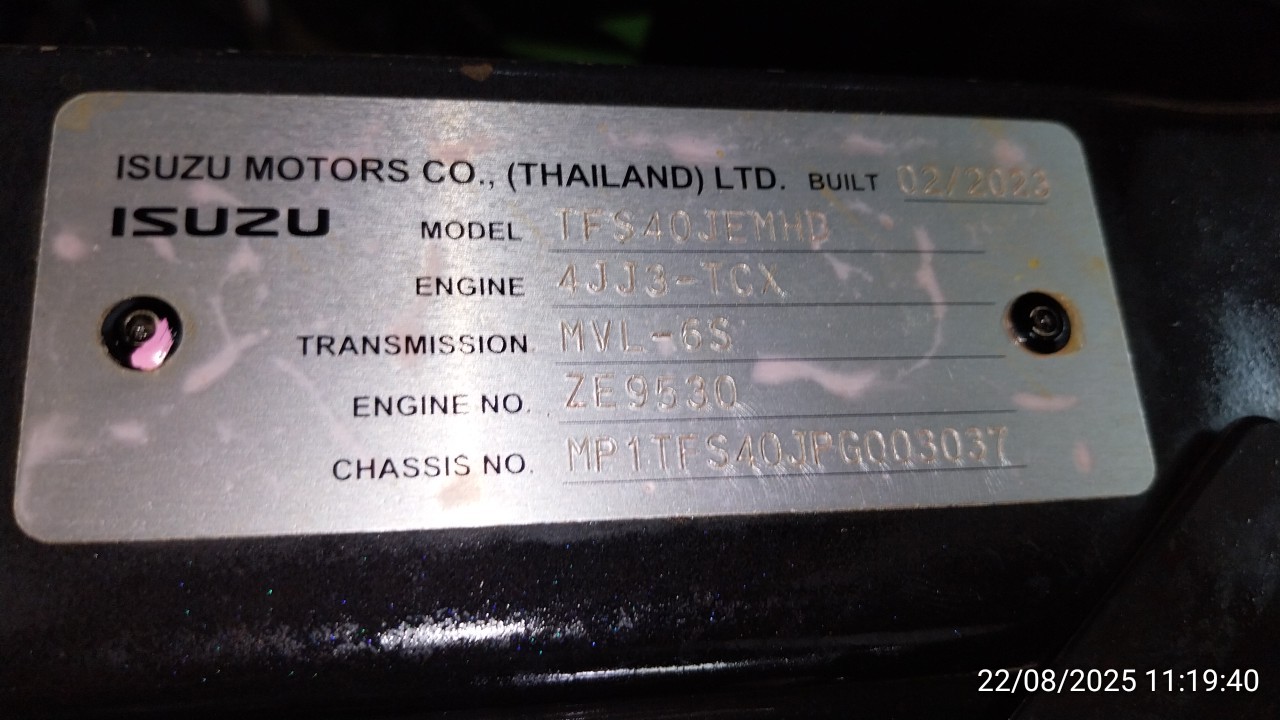 ISUZU MOTORS CO., (THAILAND) LTD. BUILT 02/2023
ISUZU
MODEL TFS40JEMHD
ENGINE 4JJ3-TCX
TRANSMISSION MVL-6S
ENGINE NO. ZE9530
CHASSIS NO. MP1TFS40JPG003037
22/08/2025 11:19:40